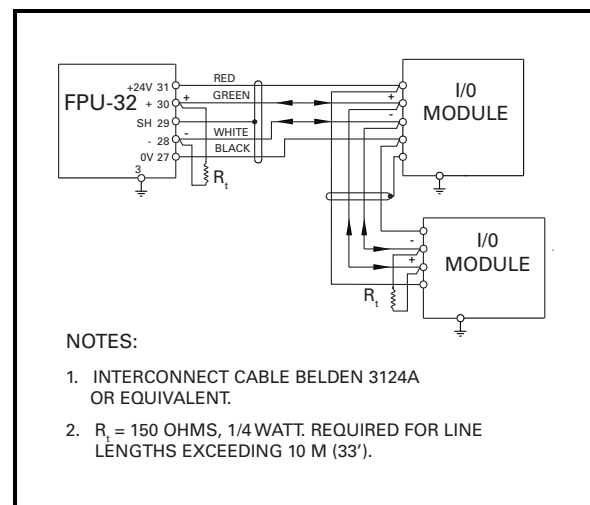 FPU-32
+24V 31
+ 30
SH 29
- 28
0V 27
3
RED
+ GREEN +
-
- WHITE
BLACK
Rt
I/0
MODULE
I/0
MODULE
-
+
Rt
NOTES:
1. INTERCONNECT CABLE BELDEN 3124A
OR EQUIVALENT.
2. Rt = 150 OHMS, 1/4 WATT. REQUIRED FOR LINE
LENGTHS EXCEEDING 10 M (33').